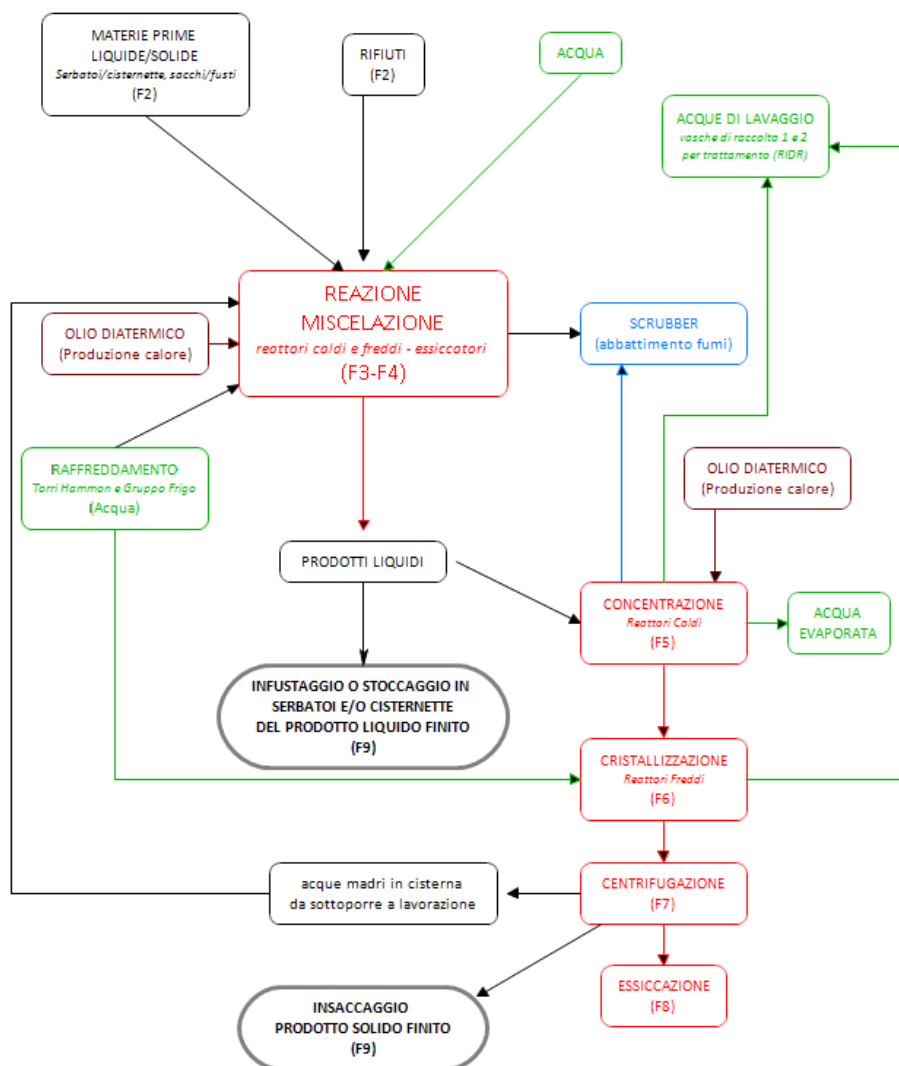 MATERIE PRIME
LIQUIDE/SOLIDE
Serbatoi/cisternette, sacchi/fusti
(F2)
RIFIUTI
(F2)
ACQUA
ACQUE DI LAVAGGIO
vasche di raccolta 1 e 2
per trattamento (RIDR)
REAZIONE
MISCELAZIONE
reattori caldi e freddi - essiccatori
(F3-F4)
OLIO DIATERMICO
(Produzione calore)
SCRUBBER
(abbattimento fumi)
RAFFREDDAMENTO
Torri Hammon e Gruppo Frigo
(Acqua)
OLIO DIATERMICO
(Produzione calore)
PRODOTTI LIQUIDI
CONCENTRAZIONE
Reattori Caldi
(F5)
ACQUA
EVAPORATA
INFUSTAGGIO O STOCCAGGIO IN
SERBATOI E/O CISTERNETTE
DEL PRODOTTO LIQUIDO FINITO
(F9)
CRISTALLIZZAZIONE
Reattori Freddi
(F6)
acque madri in cisterna
da sottoporre a lavorazione
CENTRIFUGAZIONE
(F7)
ESSICCAZIONE
(F8)
INSACCAGGIO
PRODOTTO SOLIDO FINITO
(F9)